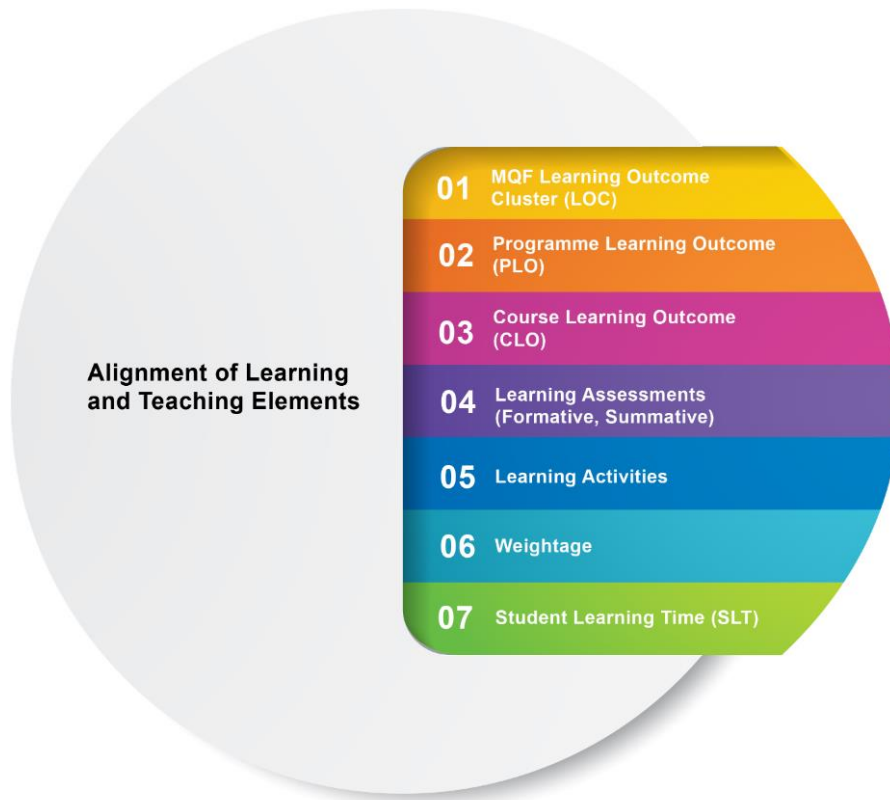 Alignment of Learning
and Teaching Elements
01 MQF Learning Outcome
Cluster (LOC)
02 Programme Learning Outcome
(PLO)
03 Course Learning Outcome
(CLO)
04 Learning Assessments
(Formative, Summative)
05 Learning Activities
06 Weightage
07 Student Learning Time (SLT)